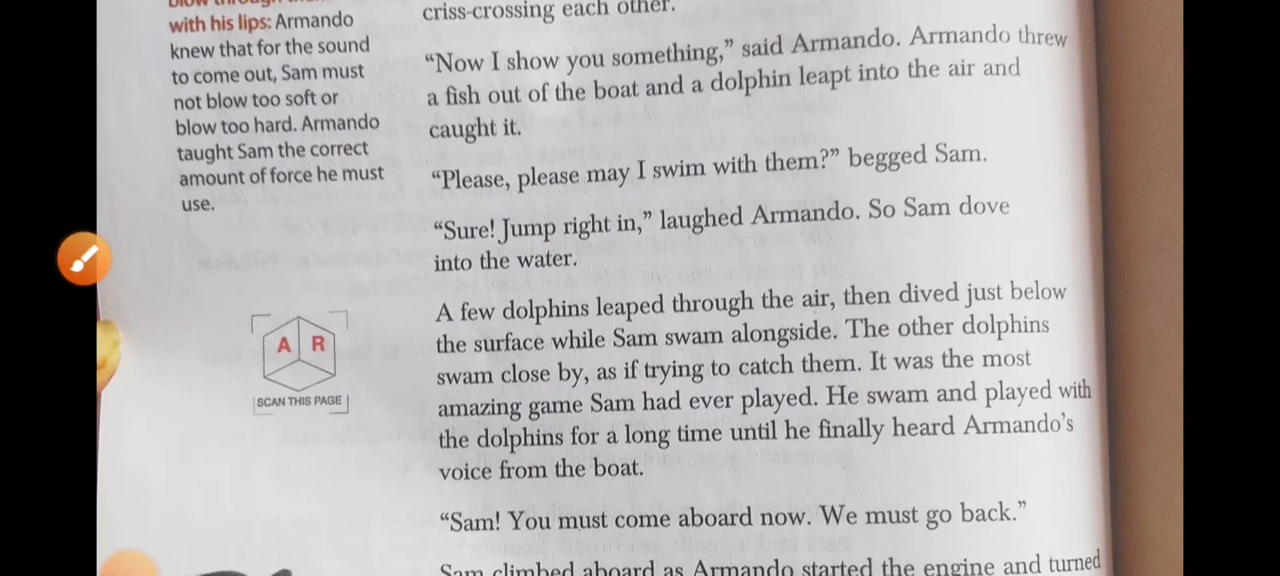 with his lips: Armando
knew that for the sound
to come out, Sam must
not blow too soft or
blow too hard. Armando
taught Sam the correct
amount of force he must
use.
A R
SCAN THIS PAGE
criss-crossing each other.
“Now I show you something,” said Armando. Armando threw
a fish out of the boat and a dolphin leapt into the air and
caught it.
“Please, please may I swim with them?” begged Sam.
“Sure! Jump right in,” laughed Armando. So Sam dove
into the water.
A few dolphins leaped through the air, then dived just below
the surface while Sam swam alongside. The other dolphins
swam close by, as if trying to catch them. It was the most
amazing game Sam had ever played. He swam and played with
the dolphins for a long time until he finally heard Armando’s
voice from the boat.
“Sam! You must come aboard now. We must go back.”
Sam climbed aboard as Armando started the engine and turned